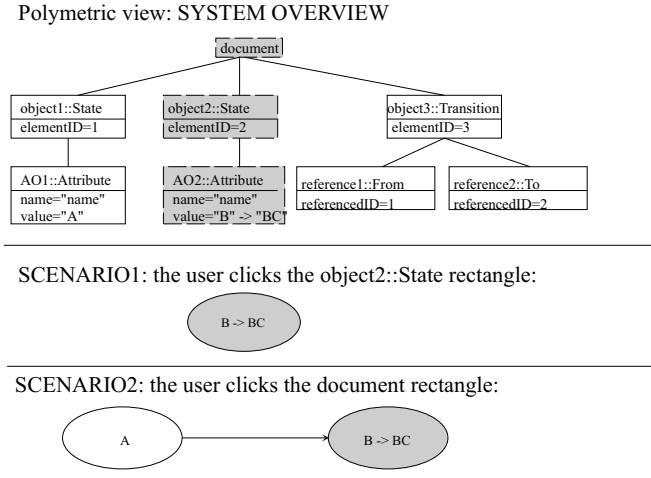 Polymetric view: SYSTEM OVERVIEW
document
object1::State
elementID=1
object2::State
elementID=2
object3::Transition
elementID=3
AO1::Attribute
name="name"
value="A"
AO2::Attribute
name="name"
value="B" -> "BC"
reference1::From
referencedID=1
reference2::To
referencedID=2
SCENARIO1: the user clicks the object2::State rectangle:
B -> BC
SCENARIO2: the user clicks the document rectangle:
A
B -> BC